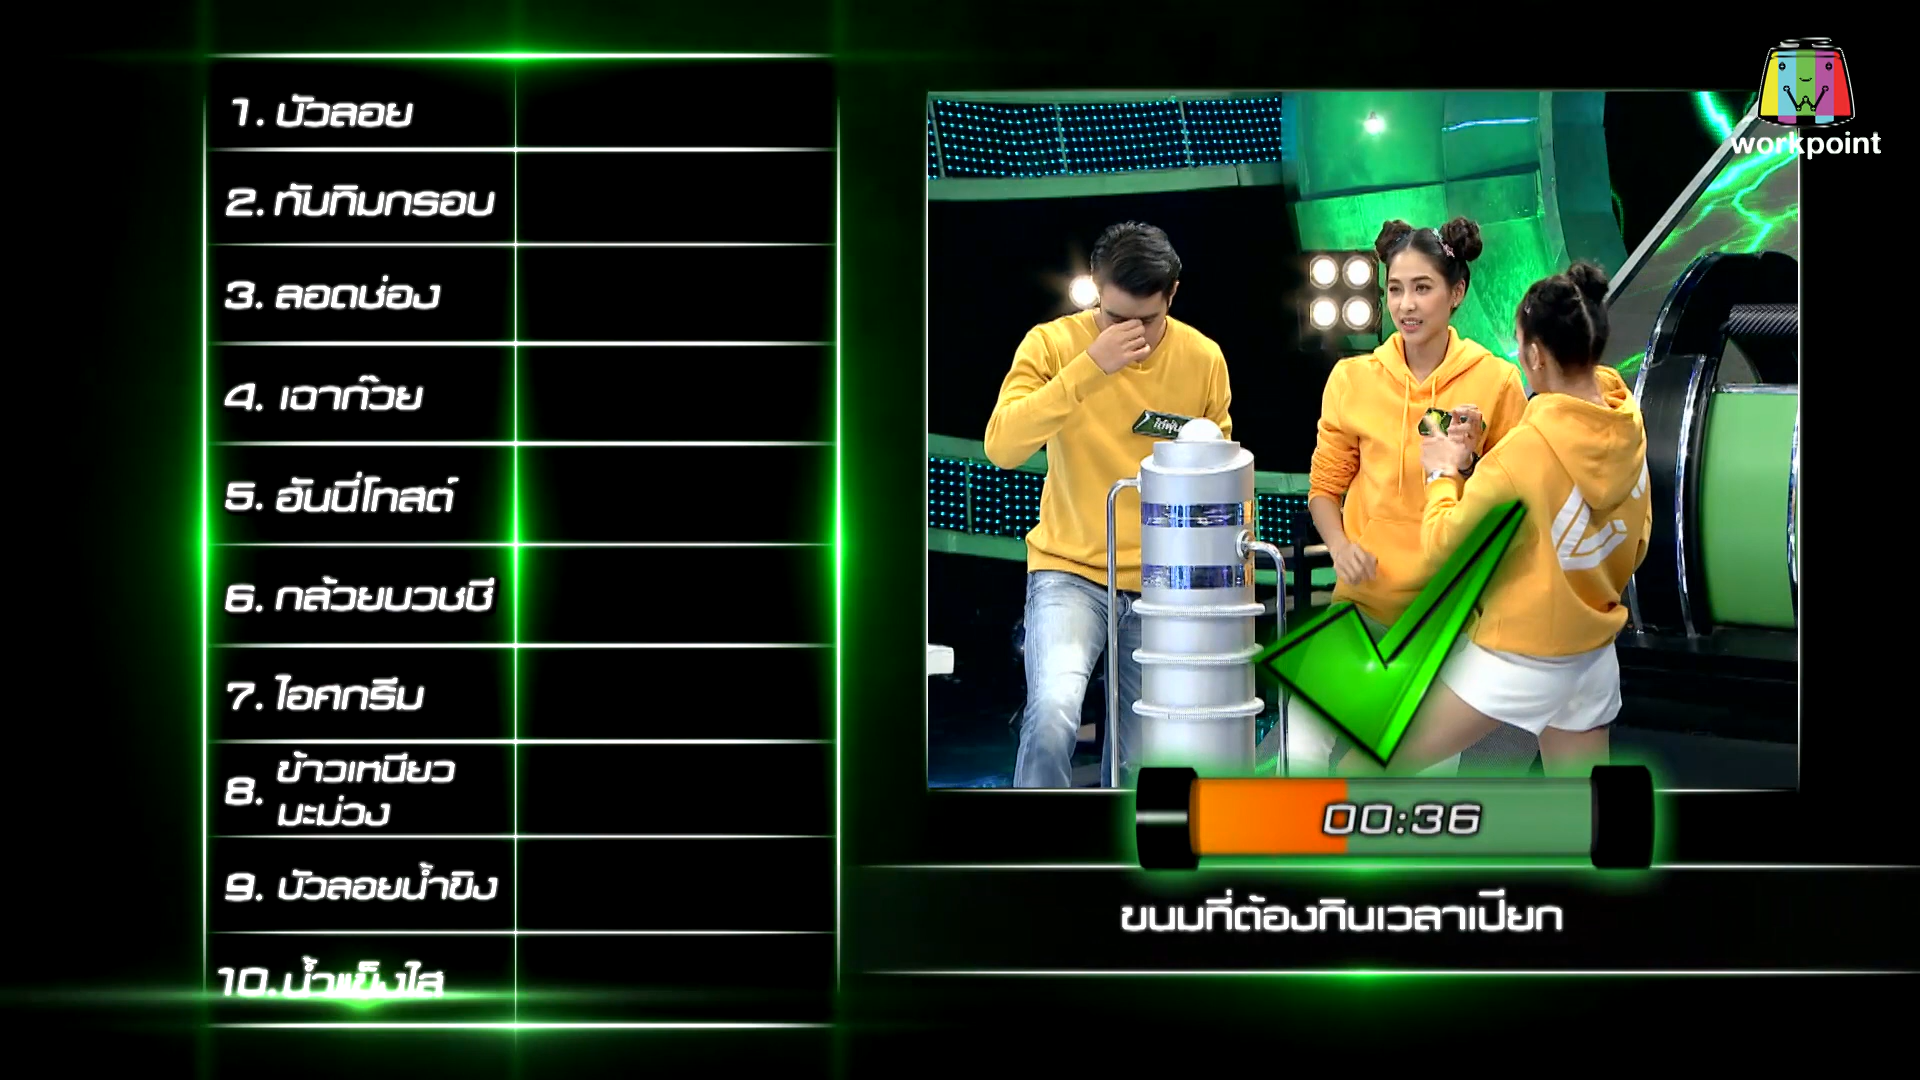 1. บัวลอย
2. ทับทิมกรอบ
3. ลอดช่อง
4. เฉาก๊วย
5. ฮันนี่โทสต์
6. กล้วยบวชชี
7. ไอศกรีม
8. ข้าวเหนียว
มะม่วง
9. บัวลอยน้ำขิง
10. น้ำแข็งใส
workpoint
00:36
ขนมที่ต้องกินเวลาเปียก